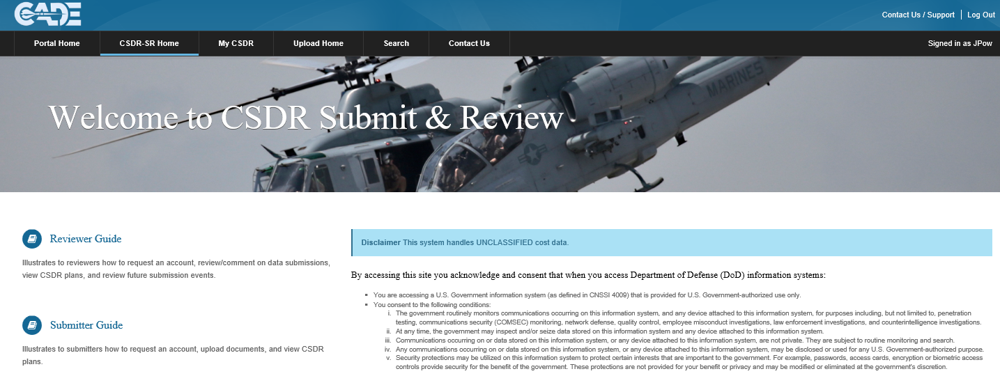 CADE
Contact Us / Support | Log Out
Portal Home CSDR-SR Home My CSDR Upload Home Search Contact Us Signed in as JPow
MARINES
Welcome to CSDR Submit & Review
Reviewer Guide
Illustrates to reviewers how to request an account, review/comment on data submissions,
view CSDR plans, and review future submission events.
Submitter Guide
Illustrates to submitters how to request an account, upload documents, and view CSDR
plans.
Disclaimer This system handles UNCLASSIFIED cost data.
By accessing this site you acknowledge and consent that when you access Department of Defense (DoD) information systems:
▪ You are accessing a U.S. Government information system (as defined in CNSSI 4009) that is provided for U.S. Government-authorized use only.
▪ You consent to the following conditions:
i. The government routinely monitors communications occurring on this information system, and any device attached to this information system, for purposes including, but not limited to, penetration
testing, communications security (COMSEC) monitoring, network defense, quality control, employee misconduct investigations, law enforcement investigations, and counterintelligence investigations.
ii. At any time, the government may inspect and/or seize data stored on this information system and any device attached to this information system.
iii. Communications occurring on or data stored on this information system, or any device attached to this information system, are not private. They are subject to routine monitoring and search.
iv. Any communications occurring on or data stored on this information system, or any device attached to this information system, may be disclosed or used for any U.S. Government-authorized purpose.
v. Security protections may be utilized on this information system to protect certain interests that are important to the government. For example, passwords, access cards, encryption or biometric access
controls provide security for the benefit of the government. These protections are not provided for your benefit or privacy and may be modified or eliminated at the government's discretion.